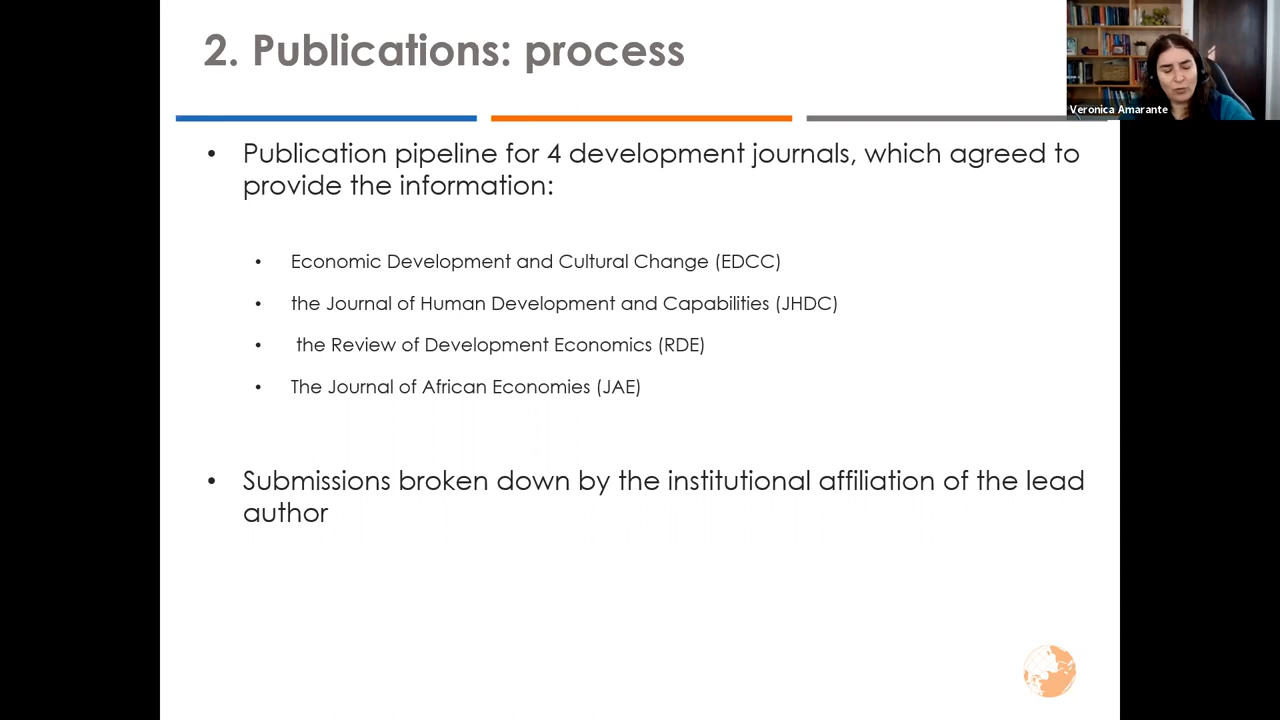 2. Publications: process
Veronica Amarante
• Publication pipeline for 4 development journals, which agreed to
provide the information:
• Economic Development and Cultural Change (EDCC)
• the Journal of Human Development and Capabilities (JHDC)
• the Review of Development Economics (RDE)
• The Journal of African Economies (JAE)
• Submissions broken down by the institutional affiliation of the lead
author